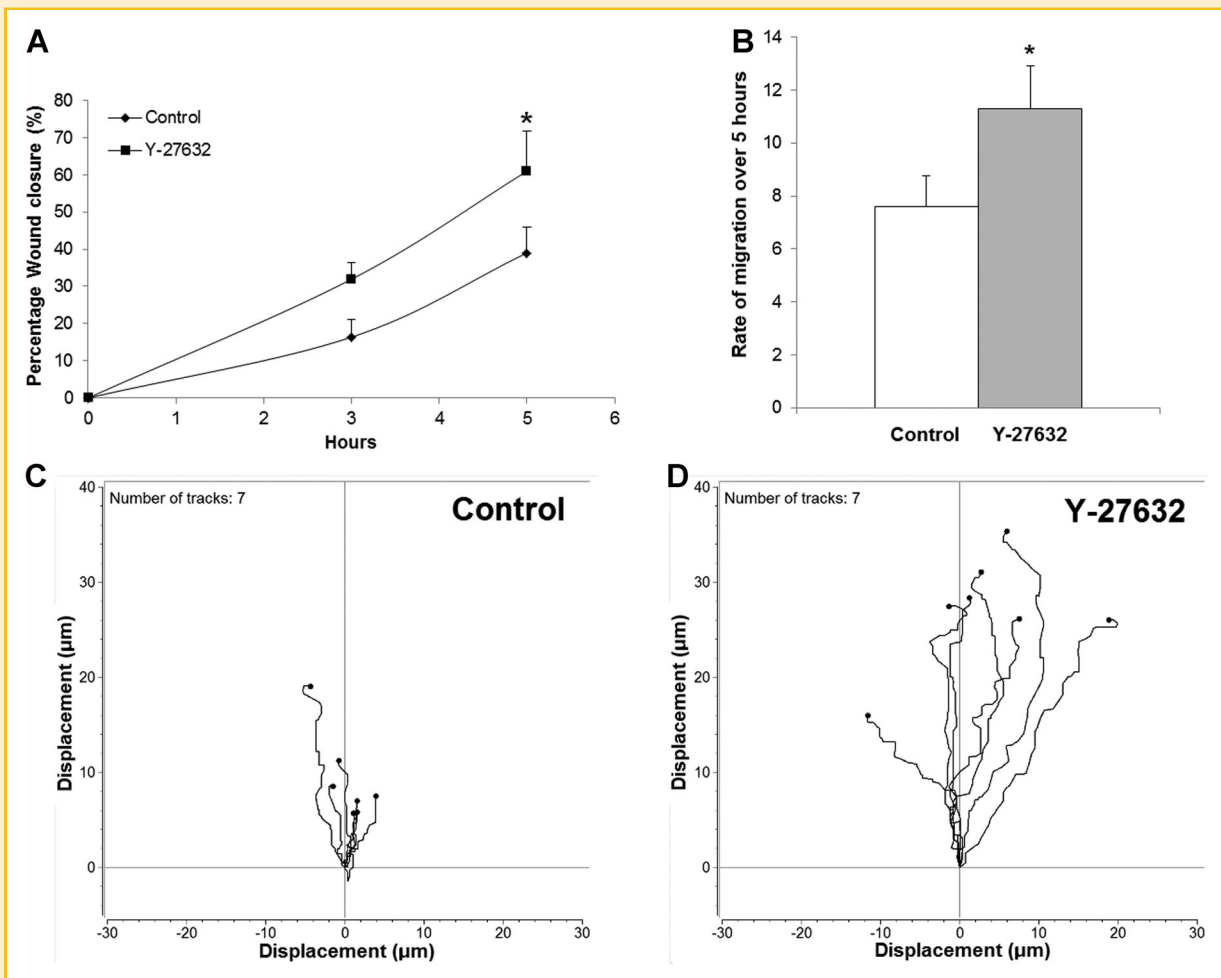 A
Percentage Wound closure (%)
80
70
60
50
40
30
20
10
0
Control
Y-27632
*
0 1 2 3 4 5 6
Hours
B
Rate of migration over 5 hours
14
12
10
8
6
4
2
0
*
Control Y-27632
C
Number of tracks: 7
Control
Displacement (µm)
40
30
20
10
0
-30 -20 -10 0 10 20 30
Displacement (µm)
D
Number of tracks: 7
Y-27632
Displacement (µm)
40
30
20
10
0
-30 -20 -10 0 10 20 30
Displacement (µm)